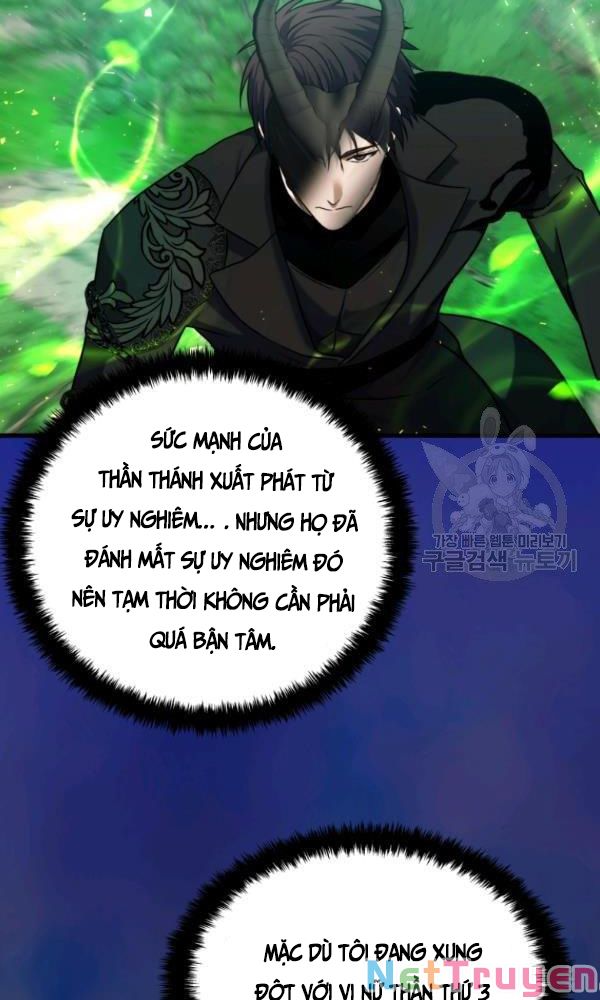 SỨC MẠNH CỦA
THẦN THÁNH XUẤT PHÁT TỪ
SỰ UY NGHIÊM... . NHƯNG HỌ ĐÃ
ĐÁNH MẤT SỰ UY NGHIÊM ĐÓ
NÊN TẠM THỜI KHÔNG CẦN PHẢI
QUÁ BẬN TÂM.
가장 빠른 웹툰 미리보기
구글검색 뉴토끼
MẶC DÙ TÔI ĐANG XUNG
ĐỘT VỚI VỊ NỮ THẦN THỨ 3
NetTruyen